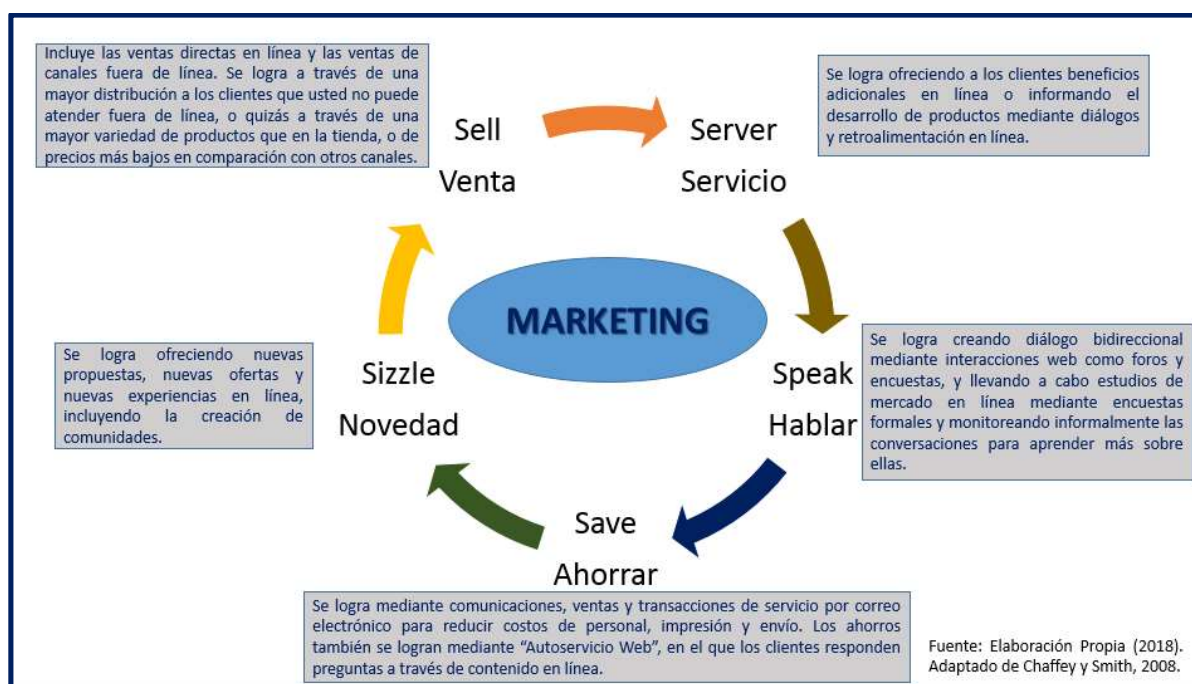 Incluye las ventas directas en línea y las ventas de
canales fuera de línea. Se logra a través de una
mayor distribución a los clientes que usted no puede
atender fuera de línea, o quizás a través de una
mayor variedad de productos que en la tienda, o de
precios más bajos en comparación con otros canales.
Sell
Venta
Server
Servicio
Se logra ofreciendo a los clientes beneficios
adicionales en línea o informando el
desarrollo de productos mediante diálogos
y retroalimentación en línea.
MARKETING
Se logra ofreciendo nuevas
propuestas, nuevas ofertas y
nuevas experiencias en línea,
incluyendo la creación de
comunidades.
Sizzle
Novedad
Speak
Hablar
Se logra creando diálogo bidireccional
mediante interacciones web como foros y
encuestas, y llevando a cabo estudios de
mercado en línea mediante encuestas
formales y monitoreando informalmente las
conversaciones para aprender más sobre
ellas.
Save
Ahorrar
Se logra mediante comunicaciones, ventas y transacciones de servicio por correo
electrónico para reducir costos de personal, impresión y envío. Los ahorros
también se logran mediante “Autoservicio Web”, en el que los clientes responden
preguntas a través de contenido en línea.
Fuente: Elaboración Propia (2018).
Adaptado de Chaffey y Smith, 2008.